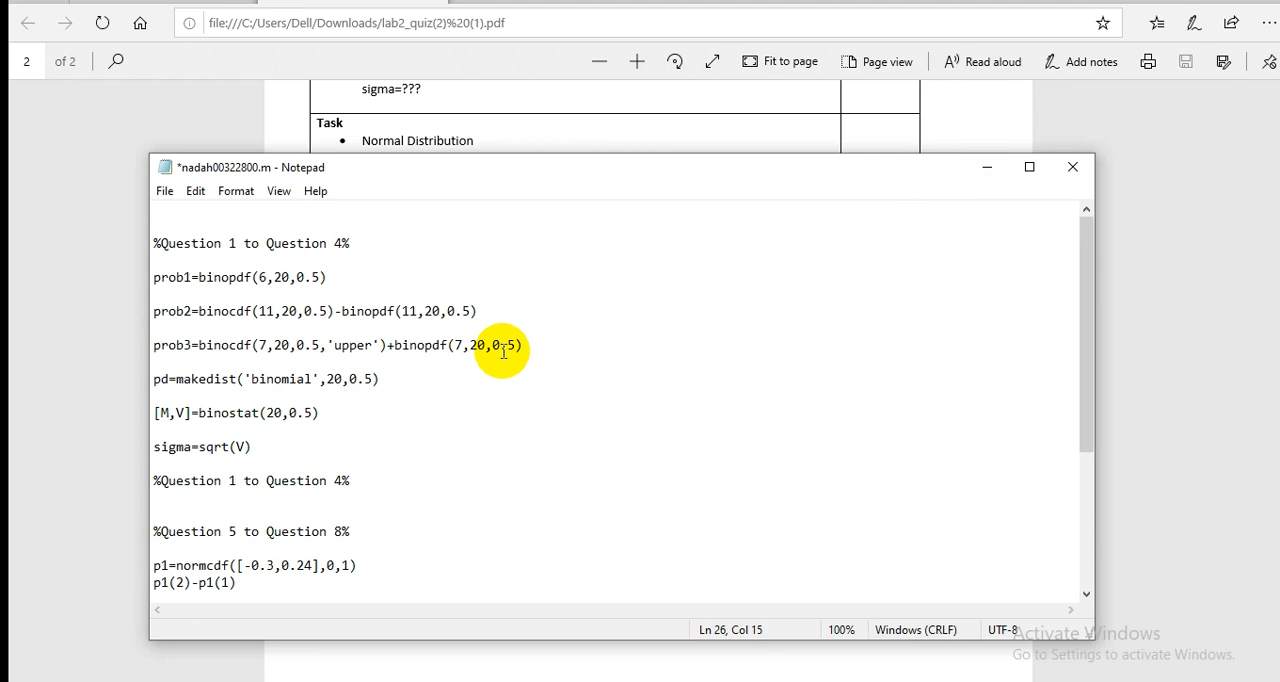 file:///C:/Users/Dell/Downloads/lab2_quiz(2)%20(1).pdf
2 of 2 Fit to page Page view Read aloud Add notes
sigma=???
Task
• Normal Distribution
*nadah00322800.m - Notepad
File Edit Format View Help
%Question 1 to Question 4%
prob1=binopdf(6,20,0.5)
prob2=binocdf(11,20,0.5)-binopdf(11,20,0.5)
prob3=binocdf(7,20,0.5,'upper')+binopdf(7,20,0.5)
pd=makedist('binomial',20,0.5)
[M,V]=binostat(20,0.5)
sigma=sqrt(V)
%Question 1 to Question 4%
%Question 5 to Question 8%
p1=normcdf([-0.3,0.24],0,1)
p1(2)-p1(1)
Ln 26, Col 15 100% Windows (CRLF) UTF-8
Activate Windows
Go to Settings to activate Windows.